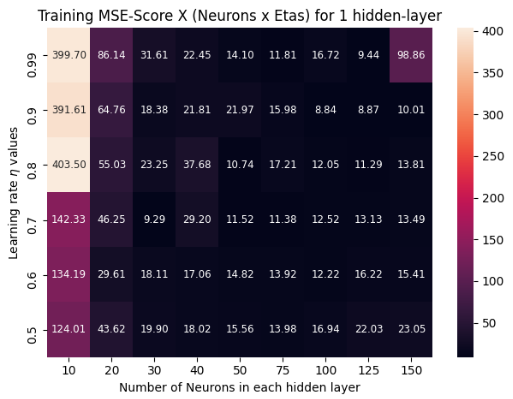 Training MSE-Score X (Neurons x Etas) for 1 hidden-layer
0.99 399.70 86.14 31.61 22.45 14.10 11.81 16.72 9.44 98.86
0.9 391.61 64.76 18.38 21.81 21.97 15.98 8.84 8.87 10.01
0.8 403.50 55.03 23.25 37.68 10.74 17.21 12.05 11.29 13.81
0.7 142.33 46.25 9.29 29.20 11.52 11.38 12.52 13.13 13.49
0.6 134.19 29.61 18.11 17.06 14.82 13.92 12.22 16.22 15.41
0.5 124.01 43.62 19.90 18.02 15.56 13.98 16.94 22.03 23.05
10 20 30 40 50 75 100 125 150
Number of Neurons in each hidden layer
Learning rate η values
400
350
300
250
200
150
100
50